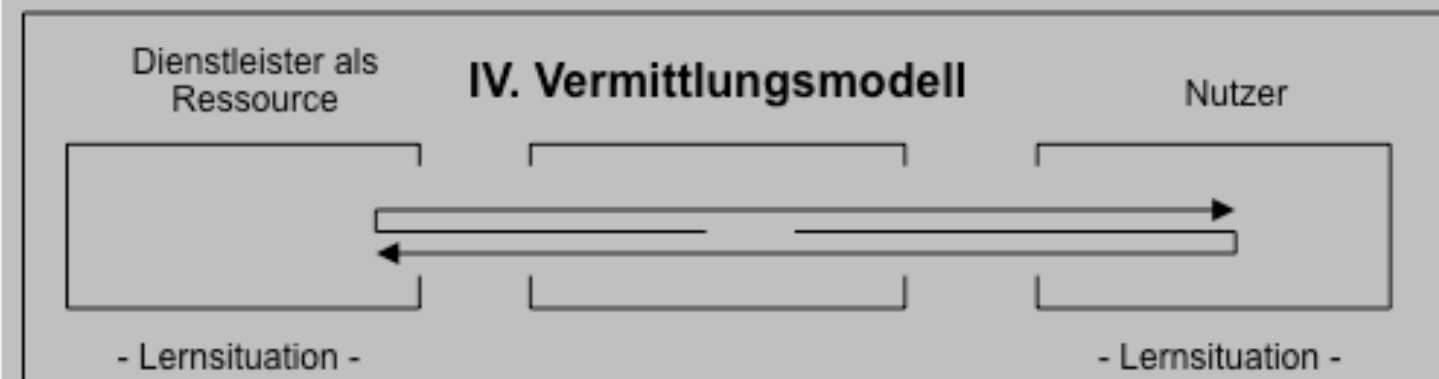 Dienstleister als
Ressource
IV. Vermittlungsmodell
Nutzer
- Lernsituation -
- Lernsituation -